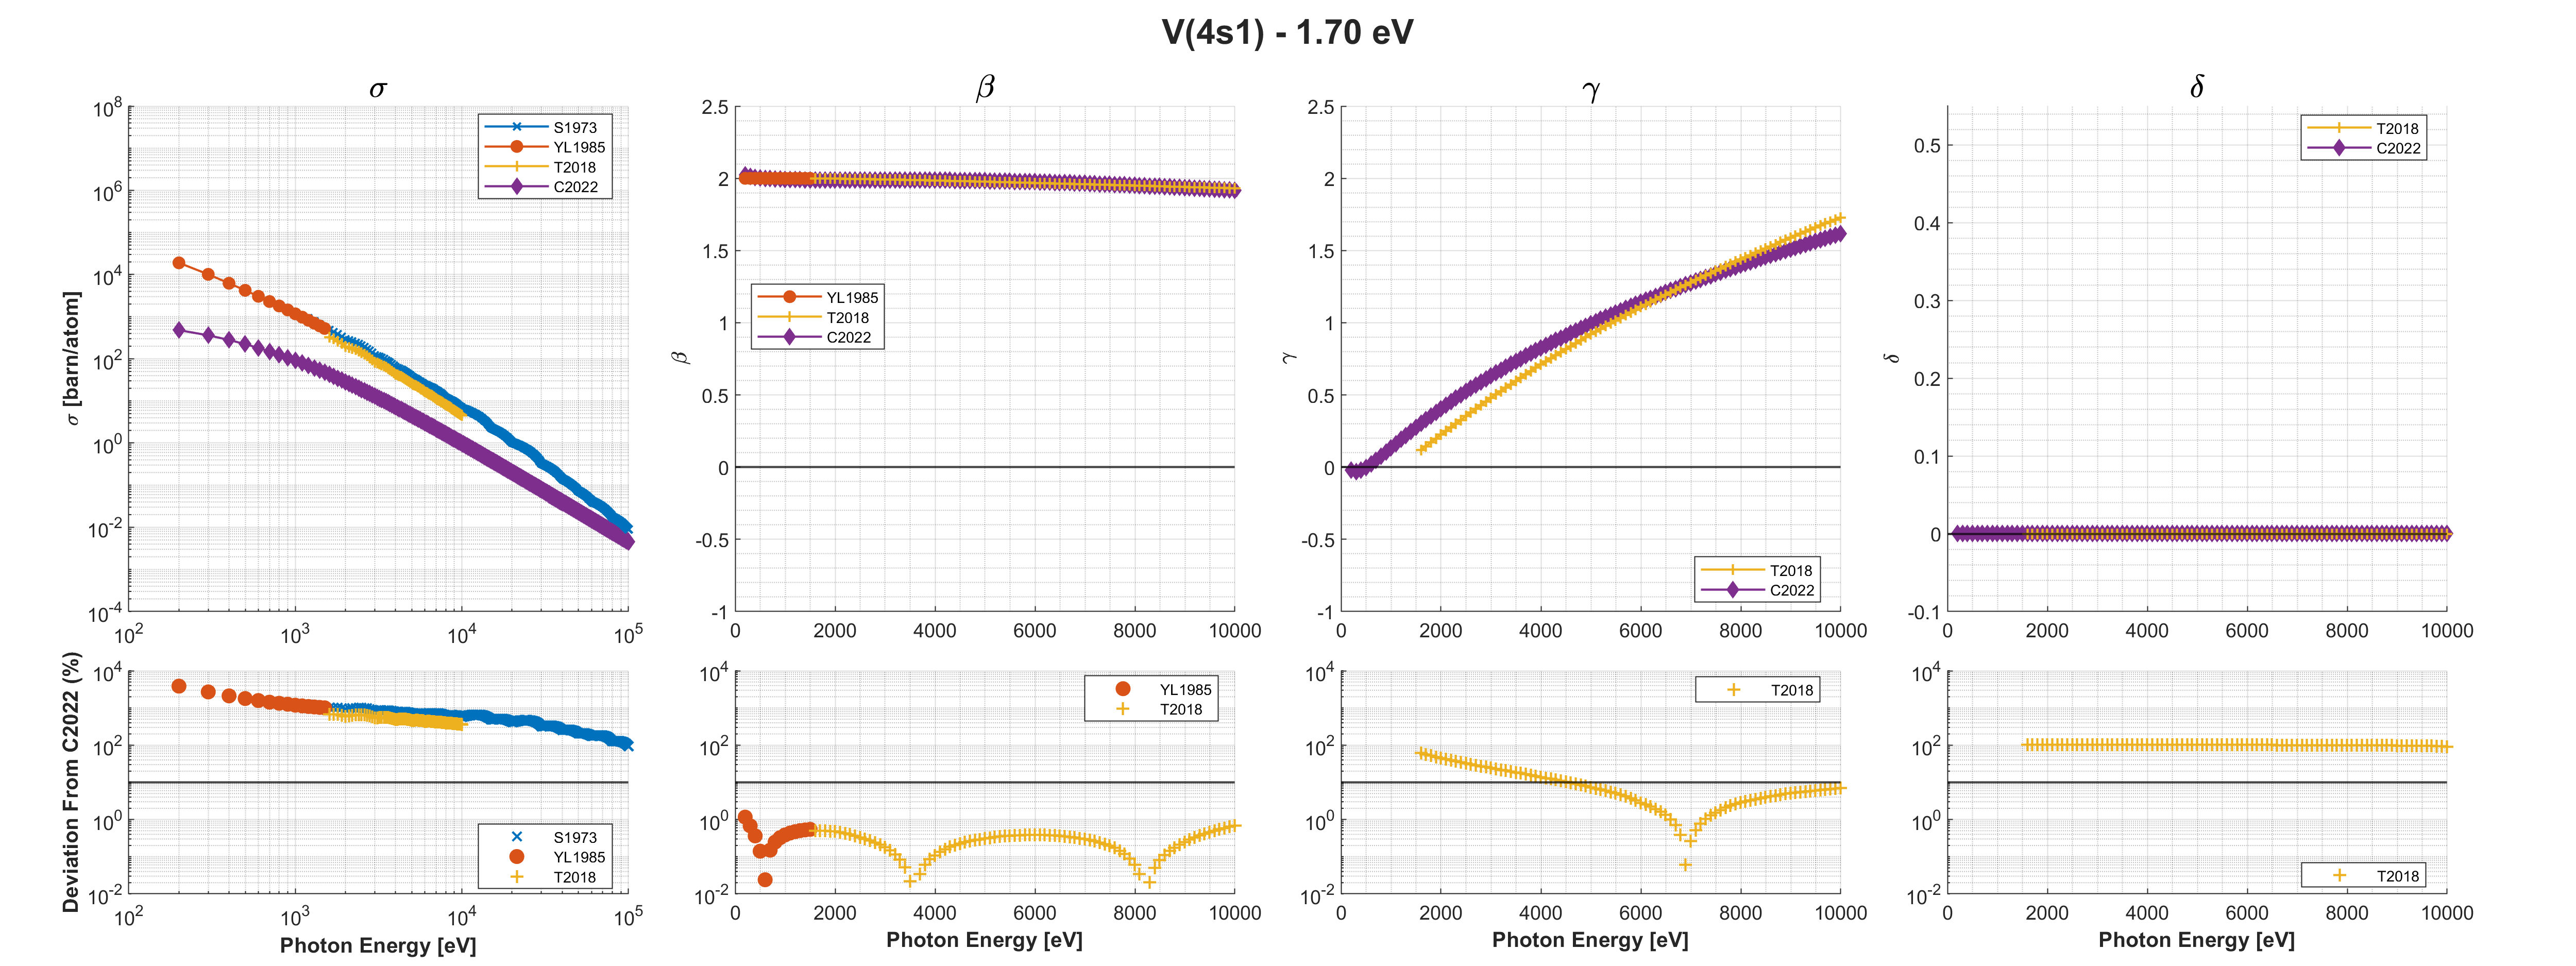 V(4s1) - 1.70 eV
σ
10^8
10^6
10^4
10^2
10^0
10^-2
10^-4
10^2
10^3
10^4
10^5
σ [barn/atom]
S1973
YL1985
T2018
C2022
β
2.5
2
1.5
1
0.5
0
-0.5
-1
0
2000
4000
6000
8000
10000
β
YL1985
T2018
C2022
γ
2.5
2
1.5
1
0.5
0
-0.5
-1
0
2000
4000
6000
8000
10000
γ
T2018
C2022
δ
0.5
0.4
0.3
0.2
0.1
0
-0.1
0
2000
4000
6000
8000
10000
δ
T2018
C2022
Deviation From C2022 (%)
10^4
10^2
10^0
10^-2
10^2
10^3
10^4
10^5
S1973
YL1985
T2018
Photon Energy [eV]
10^4
10^2
10^0
10^-2
0
2000
4000
6000
8000
10000
YL1985
T2018
Photon Energy [eV]
10^4
10^2
10^0
10^-2
0
2000
4000
6000
8000
10000
T2018
Photon Energy [eV]
10^4
10^2
10^0
10^-2
0
2000
4000
6000
8000
10000
T2018
Photon Energy [eV]